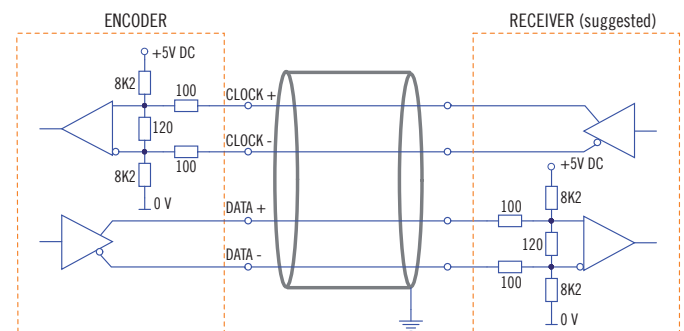 ENCODER
RECEIVER (suggested)
+5V DC
8K2
100
CLOCK +
120
CLOCK -
8K2
100
0 V
+5V DC
8K2
DATA +
100
120
DATA -
100
8K2
0 V